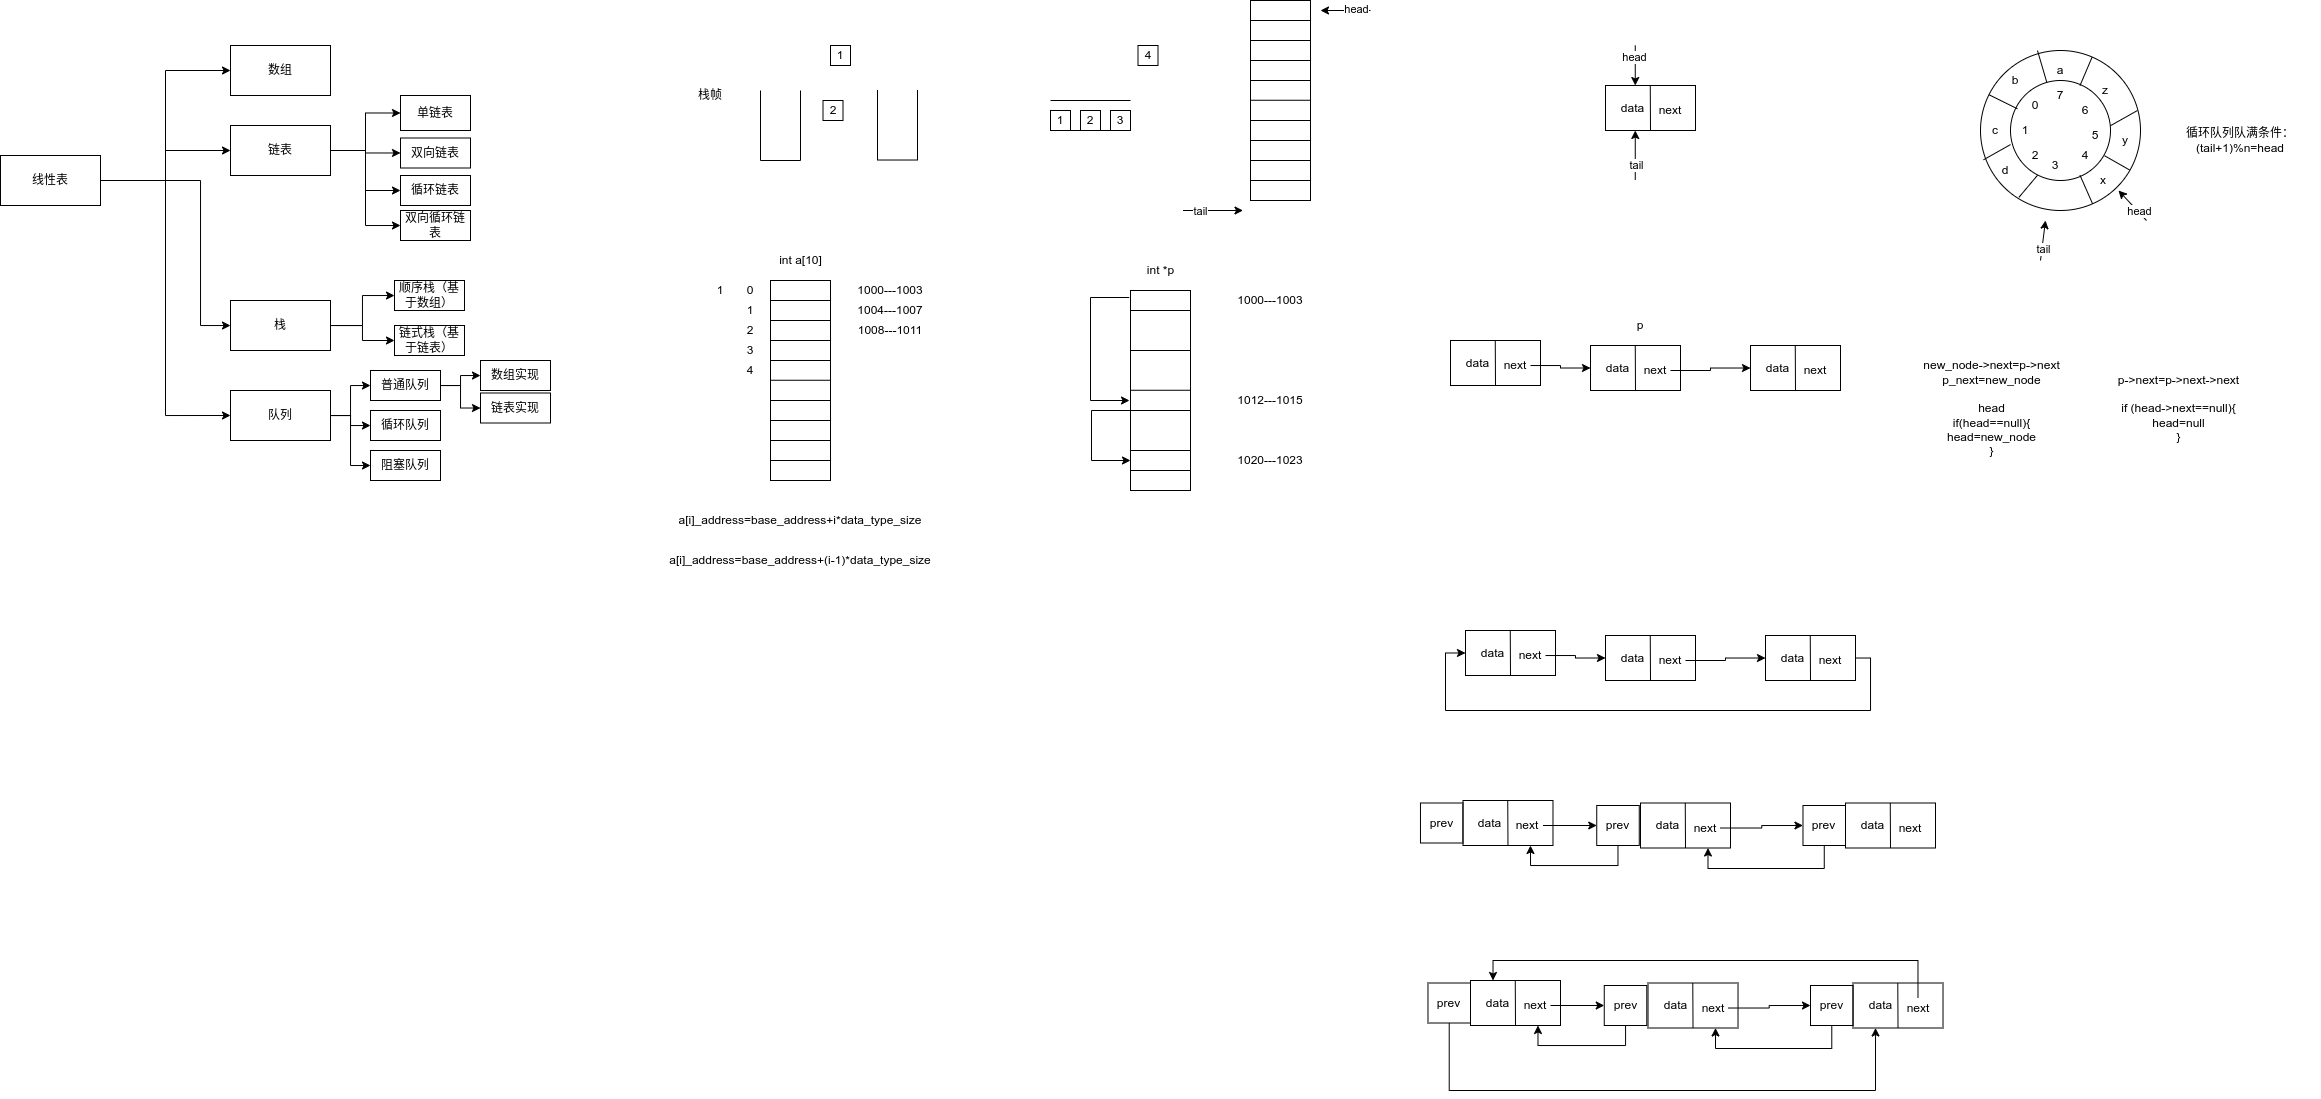 线性表
数组
链表
单链表
双向链表
循环链表
双向循环链
表
栈
顺序栈（基
于数组）
链式栈（基
于链表）
队列
普通队列
数组实现
链表实现
循环队列
阻塞队列
栈帧
1
2
4
1 2 3
head
tail
int a[10]
1 0 1000---1003
1 1004---1007
2 1008---1011
3
4
a[i]_address=base_address+i*data_type_size
a[i]_address=base_address+(i-1)*data_type_size
int *p
1000---1003
1012---1015
1020---1023
head
data next
tail
p
data next data next data next
data next data next data next
prev data next prev data next prev data next
prev data next prev data next prev data next
a
b
z
c
y
d
x
7
0
6
1
5
2
4
3
head
tail
循环队列队满条件：
(tail+1)%n=head
new_node->next=p->next
p_next=new_node
head
if(head==null){
head=new_node
}
p->next=p->next->next
if (head->next==null){
head=null
}